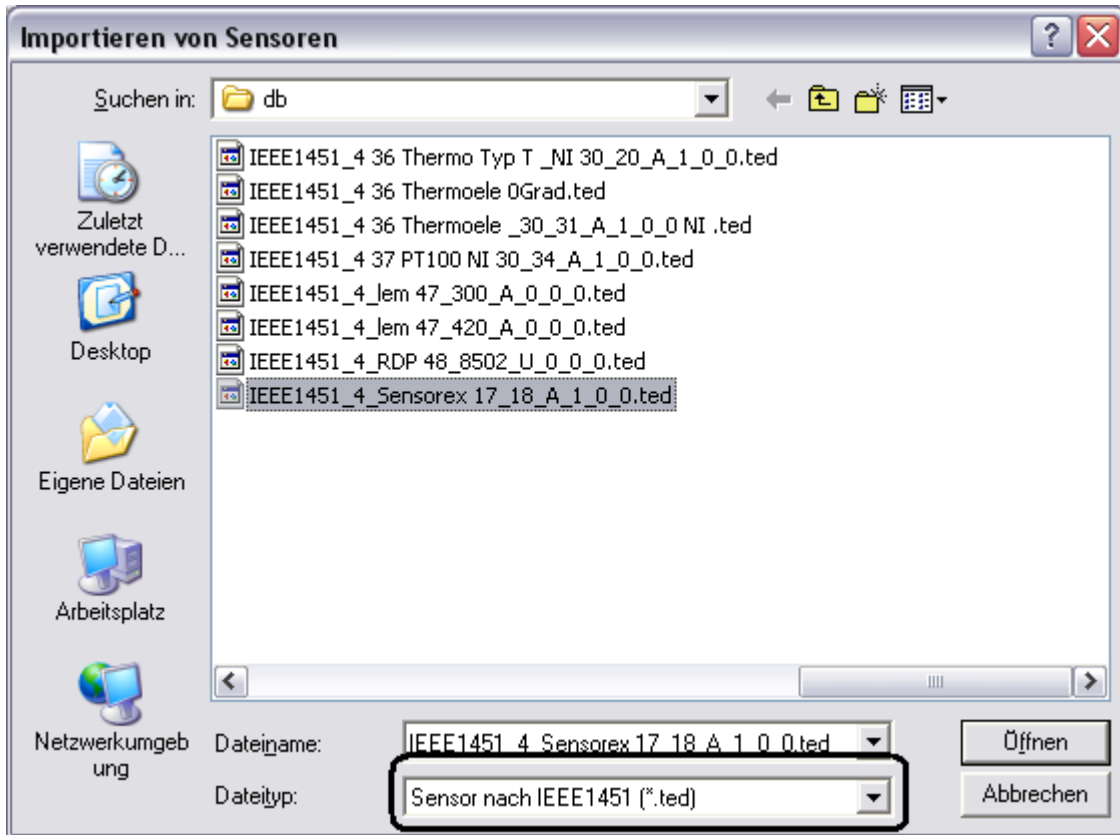 Importieren von Sensoren
Suchen in:
db
IEEE1451_4 36 Thermo Typ T _NI 30_20_A_1_0_0.ted
IEEE1451_4 36 Thermoele 0Grad.ted
IEEE1451_4 36 Thermoele _30_31_A_1_0_0 NI .ted
IEEE1451_4 37 PT100 NI 30_34_A_1_0_0.ted
IEEE1451_4_lem 47_300_A_0_0_0.ted
IEEE1451_4_lem 47_420_A_0_0_0.ted
IEEE1451_4_RDP 48_8502_U_0_0_0.ted
IEEE1451_4_Sensorex 17_18_A_1_0_0.ted
Zuletzt
verwendete D...
Desktop
Eigene Dateien
Arbeitsplatz
Netzwerkumgeb
ung
Dateiname:
IEEE1451_4_Sensorex 17_18_A_1_0_0.ted
Öffnen
Dateityp:
Sensor nach IEEE1451 (*.ted)
Abbrechen